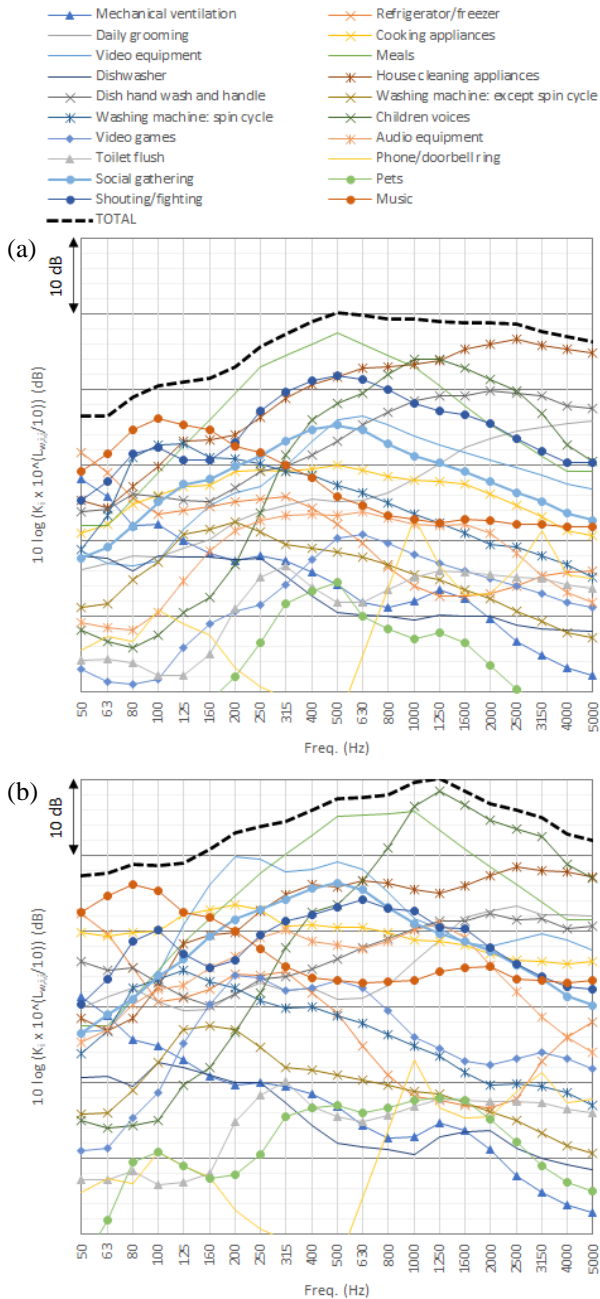 Mechanical ventilation Refrigerator/freezer
Daily grooming Cooking appliances
Video equipment Meals
Dishwasher House cleaning appliances
Dish hand wash and handle Washing machine: except spin cycle
Washing machine: spin cycle Children voices
Video games Audio equipment
Toilet flush Phone/doorbell ring
Social gathering Pets
Shouting/fighting Music
TOTAL
(a)
10 dB
10 log (Kᵢ x 10^(Lw,i,j/10)) (dB)
50 63 80 100 125 160 200 250 315 400 500 630 800 1000 1250 1600 2000 2500 3150 4000 5000
Freq. (Hz)
(b)
10 dB
10 log (Kᵢ x 10^(Lw,i,j/10)) (dB)
50 63 80 100 125 160 200 250 315 400 500 630 800 1000 1250 1600 2000 2500 3150 4000 5000
Freq. (Hz)